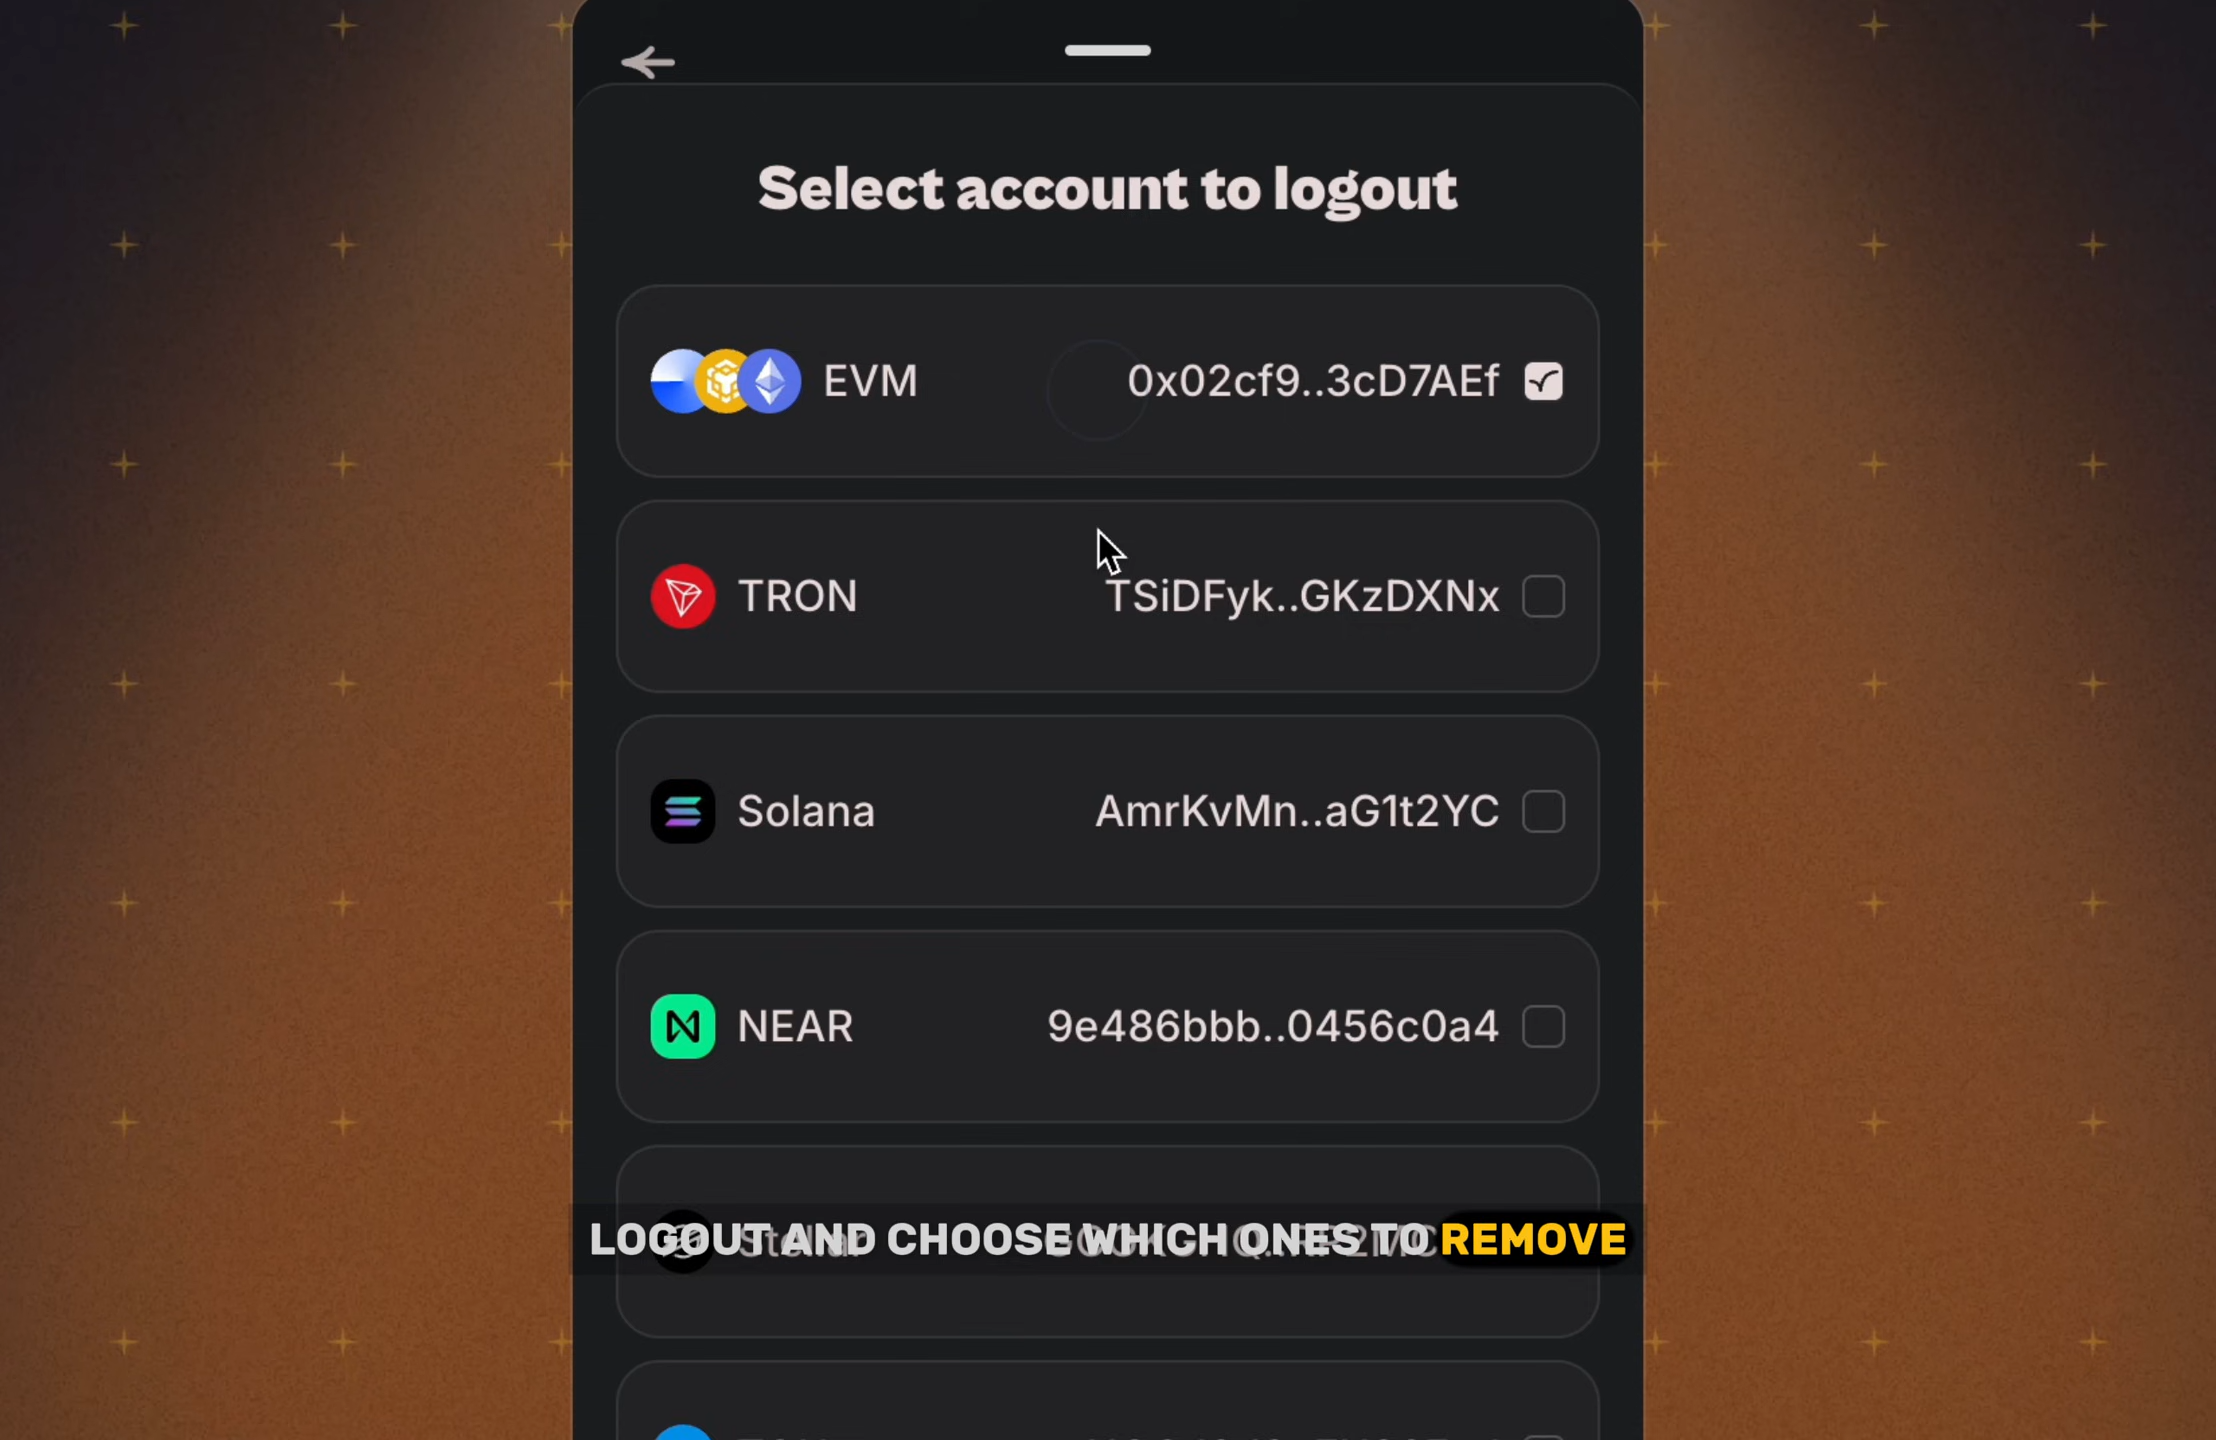 Select account to logout
EVM 0x02cf9..3cD7AEf
TRON TSiDFyk..GKzDXNx
Solana AmrKvMn..aG1t2YC
NEAR 9e486bbb..0456c0a4
Stellar
LOGOUT AND CHOOSE WHICH ONES TO REMOVE